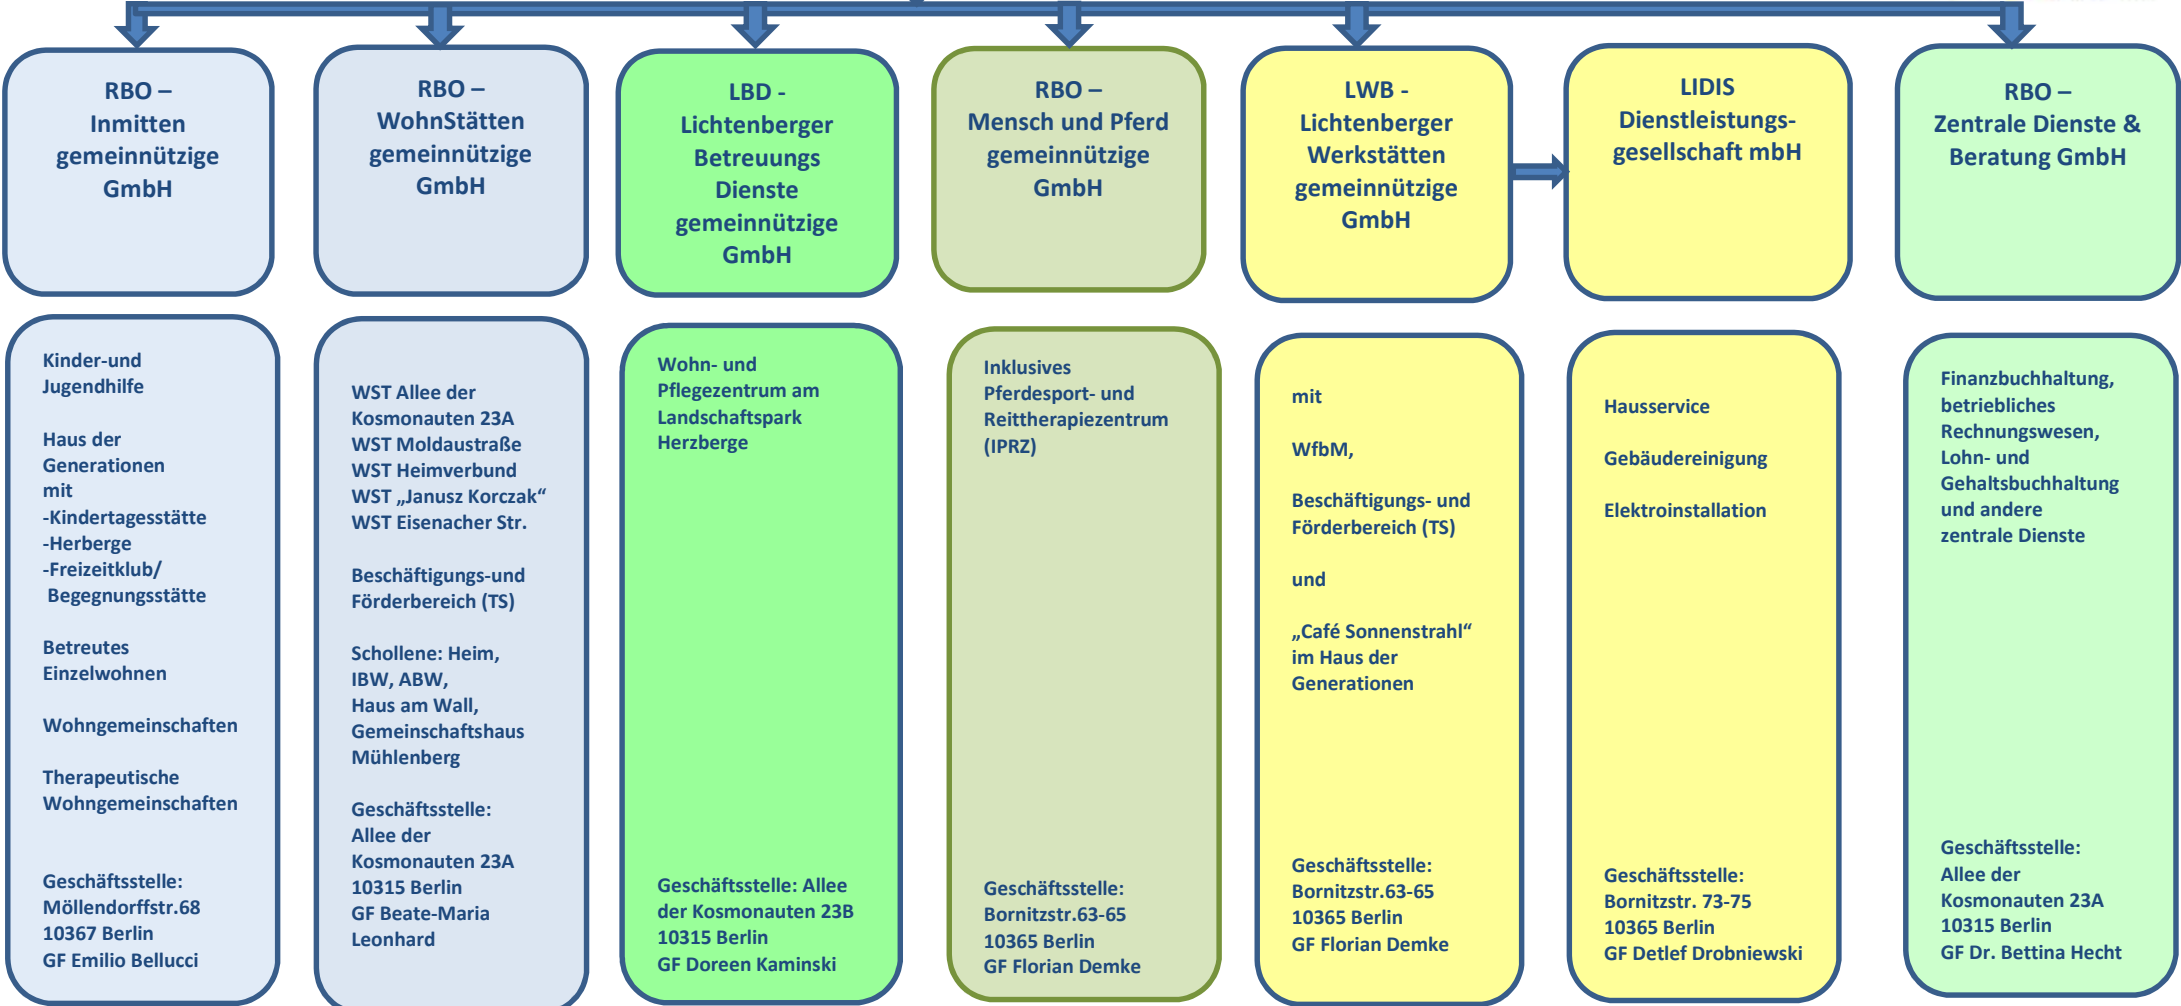 RBO –
Inmitten
gemeinnützige
GmbH
RBO –
WohnStätten
gemeinnützige
GmbH
LBD -
Lichtenberger
Betreuungs
Dienste
gemeinnützige
GmbH
RBO –
Mensch und Pferd
gemeinnützige
GmbH
LWB -
Lichtenberger
Werkstätten
gemeinnützige
GmbH
LIDIS
Dienstleistungs-
gesellschaft mbH
RBO –
Zentrale Dienste &
Beratung GmbH
Kinder-und
Jugendhilfe
Haus der
Generationen
mit
-Kindertagesstätte
-Herberge
-Freizeitklub/
Begegnungsstätte
Betreutes
Einzelwohnen
Wohngemeinschaften
Therapeutische
Wohngemeinschaften
Geschäftsstelle:
Möllendorffstr.68
10367 Berlin
GF Emilio Bellucci
WST Allee der
Kosmonauten 23A
WST Moldaustraße
WST Heimverbund
WST „Janusz Korczak“
WST Eisenacher Str.
Beschäftigungs-und
Förderbereich (TS)
Schollene: Heim,
IBW, ABW,
Haus am Wall,
Gemeinschaftshaus
Mühlenberg
Geschäftsstelle:
Allee der
Kosmonauten 23A
10315 Berlin
GF Beate-Maria
Leonhard
Wohn- und
Pflegezentrum am
Landschaftspark
Herzberge
Geschäftsstelle: Allee
der Kosmonauten 23B
10315 Berlin
GF Doreen Kaminski
Inklusives
Pferdesport- und
Reittherapiezentrum
(IPRZ)
Geschäftsstelle:
Bornitzstr.63-65
10365 Berlin
GF Florian Demke
mit
WfbM,
Beschäftigungs- und
Förderbereich (TS)
und
„Café Sonnenstrahl“
im Haus der
Generationen
Geschäftsstelle:
Bornitzstr.63-65
10365 Berlin
GF Florian Demke
Hausservice
Gebäudereinigung
Elektroinstallation
Geschäftsstelle:
Bornitzstr. 73-75
10365 Berlin
GF Detlef Drobniewski
Finanzbuchhaltung,
betriebliches
Rechnungswesen,
Lohn- und
Gehaltsbuchhaltung
und andere
zentrale Dienste
Geschäftsstelle:
Allee der
Kosmonauten 23A
10315 Berlin
GF Dr. Bettina Hecht